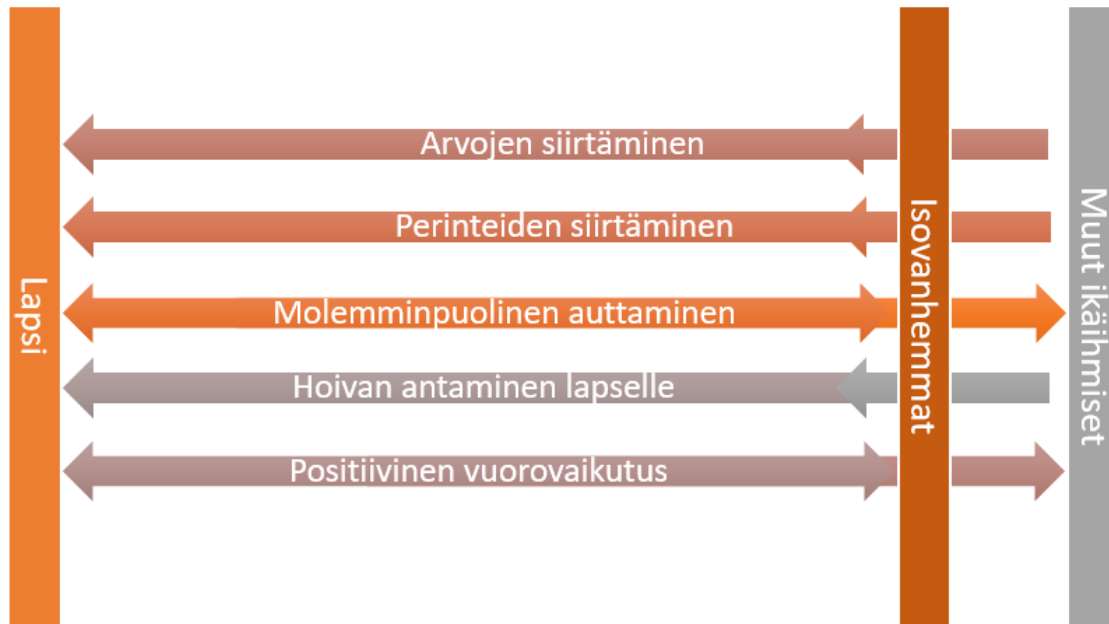 Lapsi
Arvojen siirtäminen
Perinteiden siirtäminen
Molemminpuolinen auttaminen
Hoivan antaminen lapselle
Positiivinen vuorovaikutus
Isovanhemmat
Muut ikäihmiset